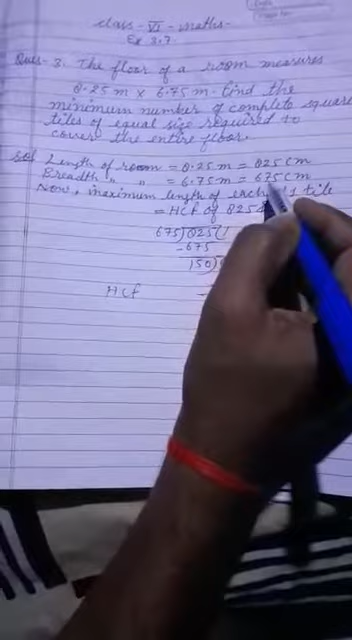 class - VI - maths -
Ex 3.7
Ques- 3. The floor of a room measures
8.25 m × 6.75 m. find the
minimum number of complete square
tiles of equal size required to
cover the entire floor.
Sol Length of room = 8.25 m = 825 cm
Breadth " " = 6.75 m = 675 cm
Now, maximum length of each tile
= HCf of 825
675)825(1
- 675
150)
HCf